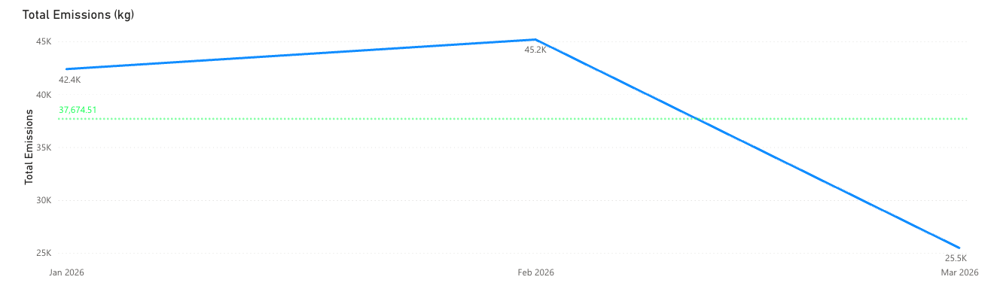 Total Emissions (kg)
45K
45.2K
42.4K
40K
37,674.51
Total Emissions
35K
30K
25K
25.5K
Jan 2026
Feb 2026
Mar 2026